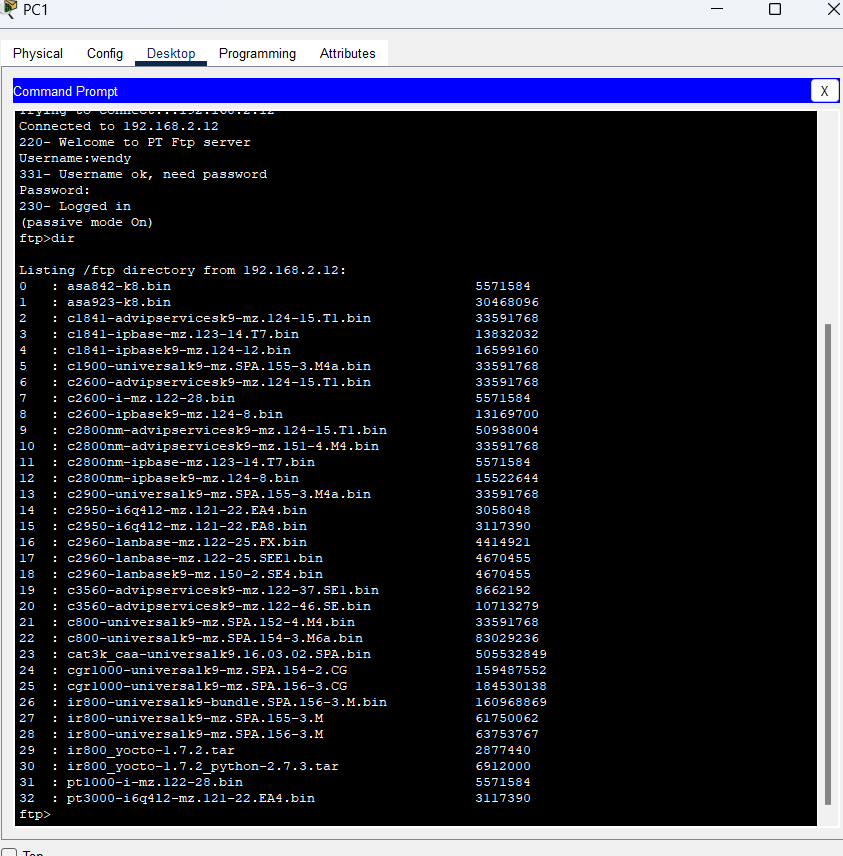 PC1
Physical Config Desktop Programming Attributes
Command Prompt X
Trying to connect...192.168.2.12
Connected to 192.168.2.12
220- Welcome to PT Ftp server
Username:wendy
331- Username ok, need password
Password:
230- Logged in
(passive mode On)
ftp>dir
Listing /ftp directory from 192.168.2.12:
0 : asa842-k8.bin 5571584
1 : asa923-k8.bin 30468096
2 : c1841-advipservicesk9-mz.124-15.T1.bin 33591768
3 : c1841-ipbase-mz.123-14.T7.bin 13832032
4 : c1841-ipbasek9-mz.124-12.bin 16599160
5 : c1900-universalk9-mz.SPA.155-3.M4a.bin 33591768
6 : c2600-advipservicesk9-mz.124-15.T1.bin 33591768
7 : c2600-i-mz.122-28.bin 5571584
8 : c2600-ipbasek9-mz.124-8.bin 13169700
9 : c2800nm-advipservicesk9-mz.124-15.T1.bin 50938004
10 : c2800nm-advipservicesk9-mz.151-4.M4.bin 33591768
11 : c2800nm-ipbase-mz.123-14.T7.bin 5571584
12 : c2800nm-ipbasek9-mz.124-8.bin 15522644
13 : c2900-universalk9-mz.SPA.155-3.M4a.bin 33591768
14 : c2950-i6q4l2-mz.121-22.EA4.bin 3058048
15 : c2950-i6q4l2-mz.121-22.EA8.bin 3117390
16 : c2960-lanbase-mz.122-25.FX.bin 4414921
17 : c2960-lanbase-mz.122-25.SEE1.bin 4670455
18 : c2960-lanbasek9-mz.150-2.SE4.bin 4670455
19 : c3560-advipservicesk9-mz.122-37.SE1.bin 8662192
20 : c3560-advipservicesk9-mz.122-46.SE.bin 10713279
21 : c800-universalk9-mz.SPA.152-4.M4.bin 33591768
22 : c800-universalk9-mz.SPA.154-3.M6a.bin 83029236
23 : cat3k_caa-universalk9.16.03.02.SPA.bin 505532849
24 : cgr1000-universalk9-mz.SPA.154-2.CG 159487552
25 : cgr1000-universalk9-mz.SPA.156-3.CG 184530138
26 : ir800-universalk9-bundle.SPA.156-3.M.bin 160968869
27 : ir800-universalk9-mz.SPA.155-3.M 61750062
28 : ir800-universalk9-mz.SPA.156-3.M 63753767
29 : ir800_yocto-1.7.2.tar 2877440
30 : ir800_yocto-1.7.2_python-2.7.3.tar 6912000
31 : pt1000-i-mz.122-28.bin 5571584
32 : pt3000-i6q4l2-mz.121-22.EA4.bin 3117390
ftp>
Top